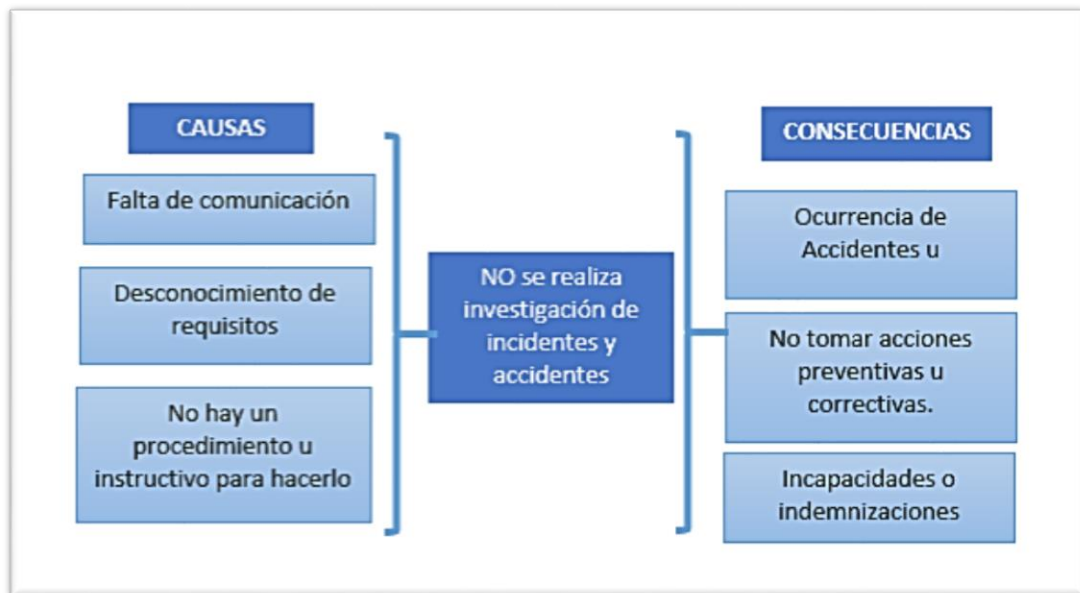 CAUSAS
Falta de comunicación
Desconocimiento de
requisitos
No hay un
procedimiento u
instructivo para hacerlo
NO se realiza
investigación de
incidentes y
accidentes
CONSECUENCIAS
Ocurrencia de
Accidentes u
No tomar acciones
preventivas u
correctivas.
Incapacidades o
indemnizaciones